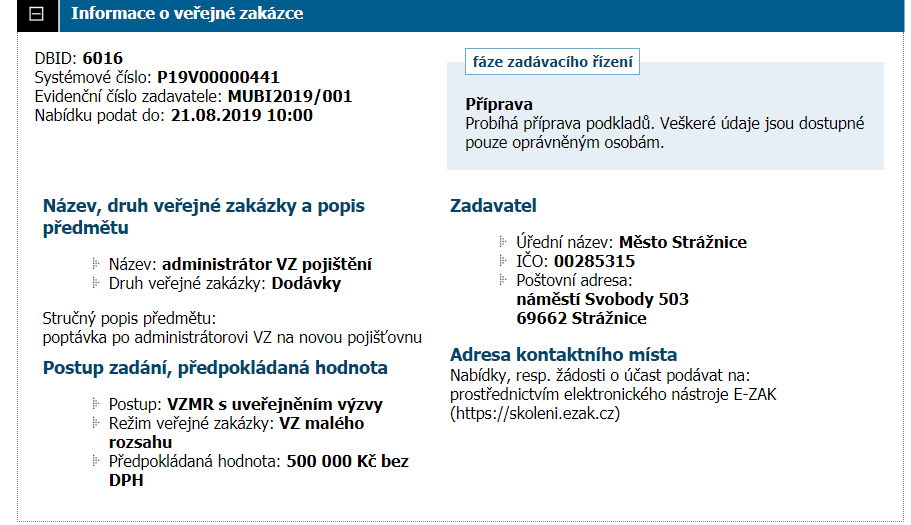 Informace o veřejné zakázce
DBID: 6016
Systémové číslo: P19V00000441
Evidenční číslo zadavatele: MUBI2019/001
Nabídku podat do: 21.08.2019 10:00
fáze zadávacího řízení
Příprava
Probíhá příprava podkladů. Veškeré údaje jsou dostupné
pouze oprávněným osobám.
Název, druh veřejné zakázky a popis
předmětu
Název: administrátor VZ pojištění
Druh veřejné zakázky: Dodávky
Stručný popis předmětu:
poptávka po administrátorovi VZ na novou pojišťovnu
Postup zadání, předpokládaná hodnota
Postup: VZMR s uveřejněním výzvy
Režim veřejné zakázky: VZ malého
rozsahu
Předpokládaná hodnota: 500 000 Kč bez
DPH
Zadavatel
Úřední název: Město Strážnice
IČO: 00285315
Poštovní adresa:
náměstí Svobody 503
69662 Strážnice
Adresa kontaktního místa
Nabídky, resp. žádosti o účast podávat na:
prostřednictvím elektronického nástroje E-ZAK
(https://skoleni.ezak.cz)